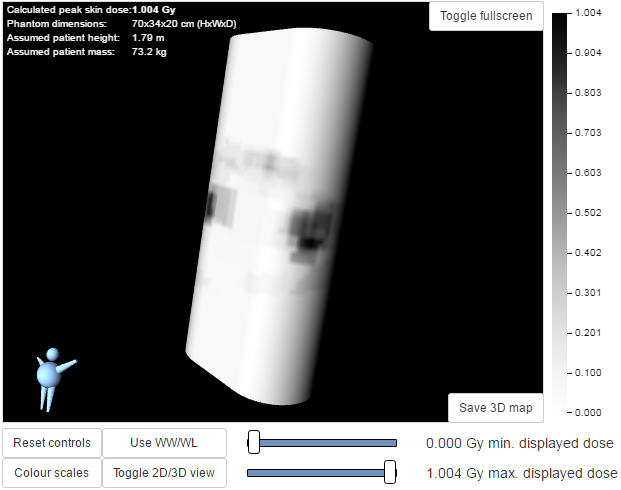 Calculated peak skin dose:1.004 Gy
Phantom dimensions: 70x34x20 cm (HxWxD)
Assumed patient height: 1.79 m
Assumed patient mass: 73.2 kg
Toggle fullscreen
1.004
0.904
0.803
0.703
0.603
0.502
0.402
0.301
0.201
0.100
0.000
Save 3D map
Reset controls Use WW/WL 0.000 Gy min. displayed dose
Colour scales Toggle 2D/3D view 1.004 Gy max. displayed dose